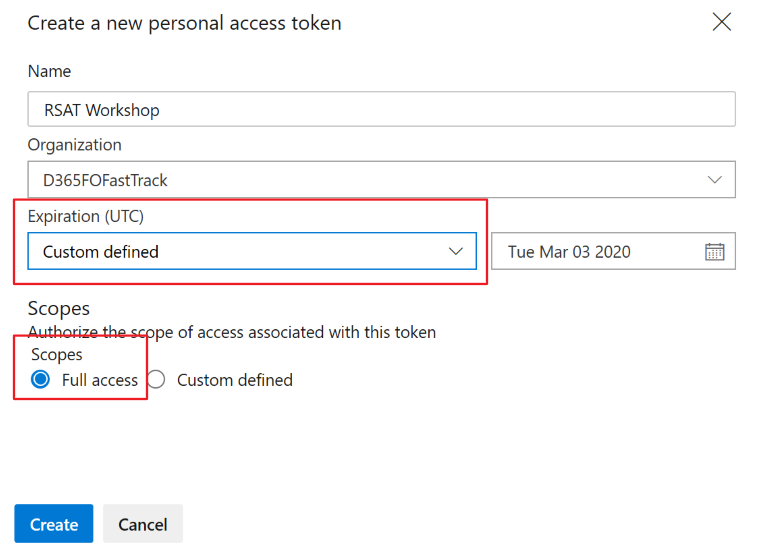 Create a new personal access token
Name
RSAT Workshop
Organization
D365FOFastTrack
Expiration (UTC)
Custom defined
Tue Mar 03 2020
Scopes
Authorize the scope of access associated with this token
Scopes
Full access Custom defined
Create Cancel